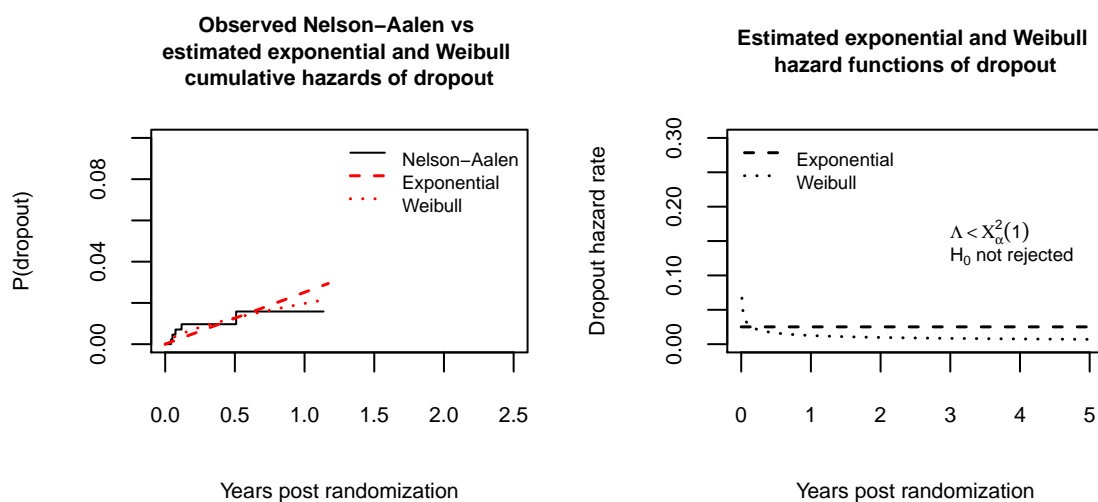 Observed Nelson−Aalen vs
estimated exponential and Weibull
cumulative hazards of dropout
P(dropout)
0.00
0.04
0.08
Nelson−Aalen
Exponential
Weibull
0.0 0.5 1.0 1.5 2.0 2.5
Years post randomization
Estimated exponential and Weibull
hazard functions of dropout
Dropout hazard rate
0.00
0.10
0.20
0.30
Exponential
Weibull
Λ < Χ²α(1)
H₀ not rejected
0 1 2 3 4 5
Years post randomization